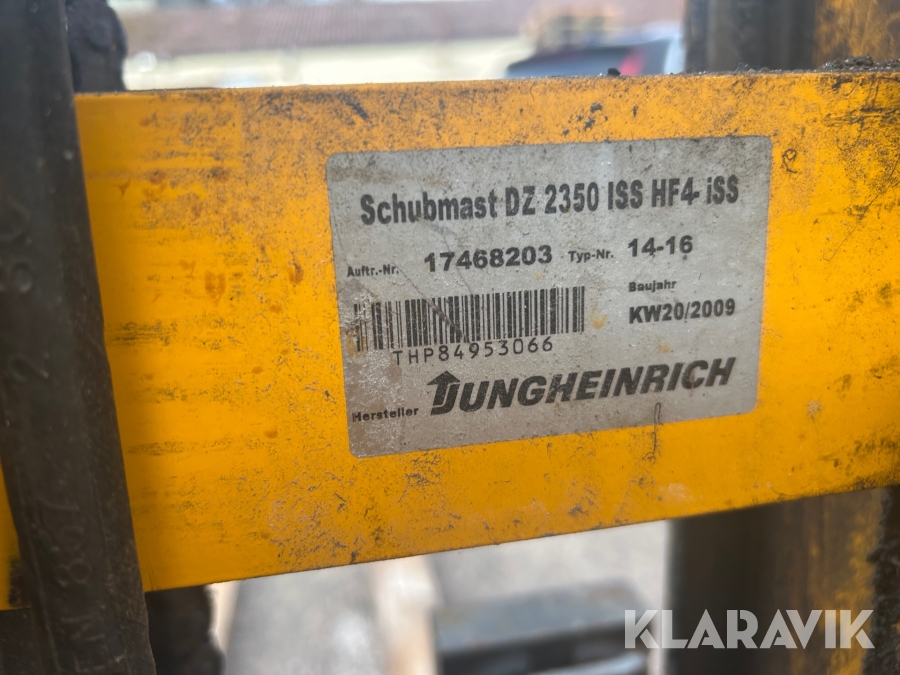 Schubmast DZ 2350 ISS HF4 iSS
Auftr.-Nr. 17468203 Typ-Nr. 14-16
Baujahr
KW20/2009
THP84953066
Hersteller JUNGHEINRICH
KLARAVIK